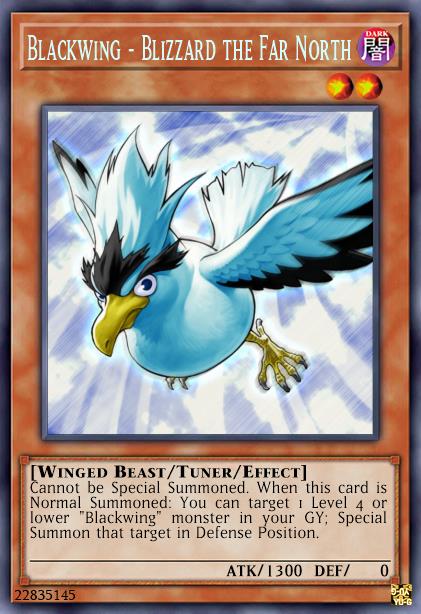 Blackwing - Blizzard the Far North
DARK
闇
[Winged Beast/Tuner/Effect]
Cannot be Special Summoned. When this card is
Normal Summoned: You can target 1 Level 4 or
lower "Blackwing" monster in your GY; Special
Summon that target in Defense Position.
ATK/1300 DEF/ 0
22835145